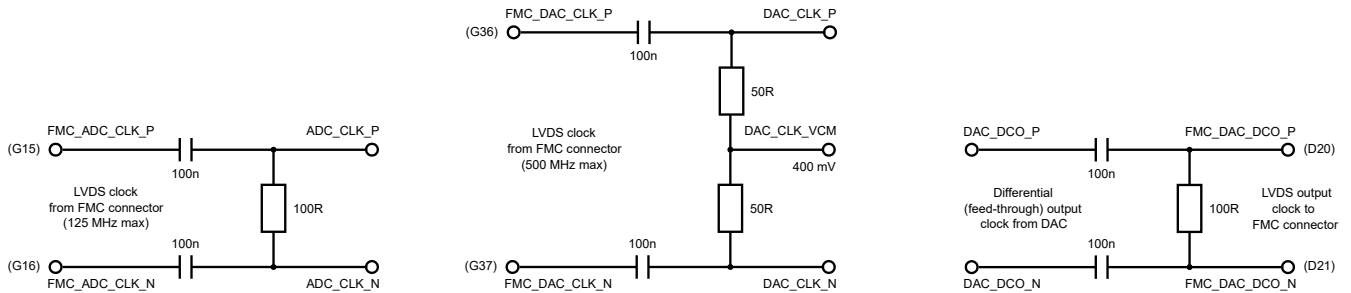 FMC_ADC_CLK_P
ADC_CLK_P
(G15)
100n
LVDS clock
from FMC connector
(125 MHz max)
100R
100n
(G16)
FMC_ADC_CLK_N
ADC_CLK_N
FMC_DAC_CLK_P
DAC_CLK_P
(G36)
100n
50R
LVDS clock
from FMC connector
(500 MHz max)
DAC_CLK_VCM
400 mV
50R
100n
(G37)
FMC_DAC_CLK_N
DAC_CLK_N
DAC_DCO_P
FMC_DAC_DCO_P
(D20)
100n
Differential
(feed-through) output
clock from DAC
100R
LVDS output
clock to
FMC connector
100n
(D21)
DAC_DCO_N
FMC_DAC_DCO_N